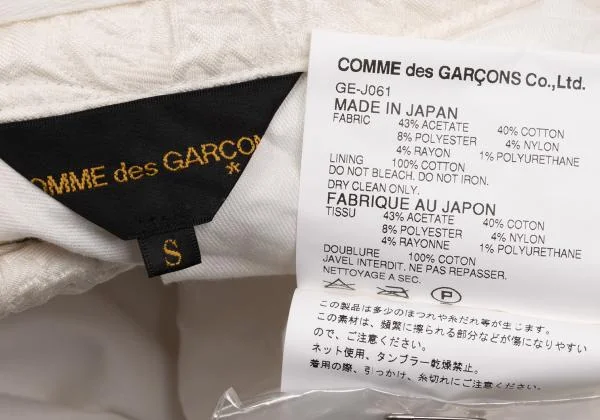 COMME des GARÇON
*
S
COMME des GARÇONS Co.,Ltd.
GE-J061
MADE IN JAPAN
FABRIC 43% ACETATE 40% COTTON
8% POLYESTER 4% NYLON
4% RAYON 1% POLYURETHANE
LINING 100% COTTON
DO NOT BLEACH. DO NOT IRON.
DRY CLEAN ONLY.
FABRIQUE AU JAPON
TISSU 43% ACETATE 40% COTON
8% POLYESTER 4% NYLON
4% RAYONNE 1% POLYURETHANE
DOUBLURE 100% COTON
JAVEL INTERDIT. NE PAS REPASSER.
NETTOYAGE A SEC.
P
この製品は多少のほつれや糸だれ等が生じます。
この素材は、頻繁に擦られる部分などが傷になりやすい
ので、ご注意ください。
ネット使用、タンブラー乾燥禁止。
着用の際、引っかけ、糸切れにご注意ください。